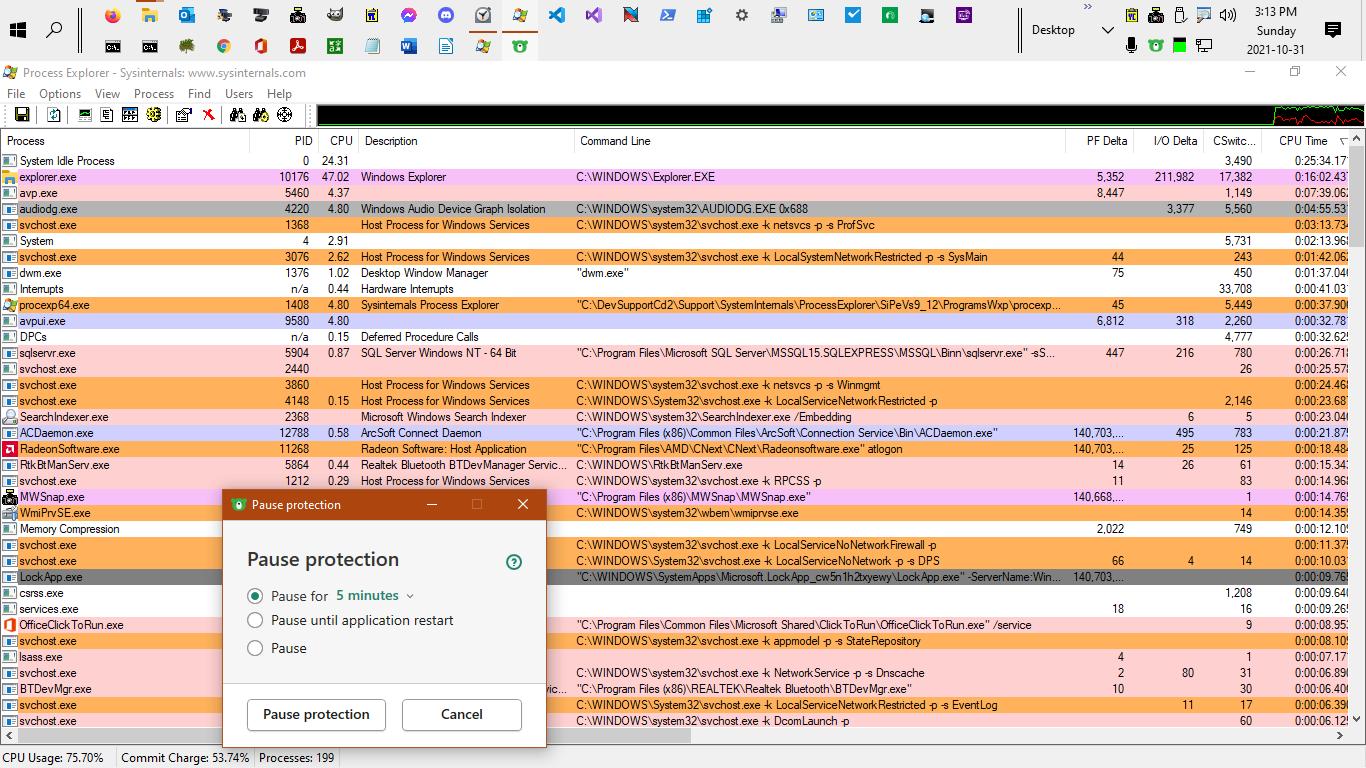 Desktop
»
3:13 PM
Sunday
2021-10-31
Process Explorer - Sysinternals: www.sysinternals.com
File Options View Process Find Users Help
Process PID CPU Description Command Line PF Delta I/O Delta CSwitc... CPU Time
System Idle Process 0 24.31 3,490 0:25:34.17
explorer.exe 10176 47.02 Windows Explorer C:\WINDOWS\Explorer.EXE 5,352 211,982 17,382 0:16:02.43
avp.exe 5460 4.37 8,447 1,149 0:07:39.06
audiodg.exe 4220 4.80 Windows Audio Device Graph Isolation C:\WINDOWS\system32\AUDIODG.EXE 0x688 3,377 5,560 0:04:55.53
svchost.exe 1368 Host Process for Windows Services C:\WINDOWS\system32\svchost.exe -k netsvcs -p -s ProfSvc 0:03:13.73
System 4 2.91 5,731 0:02:13.96
svchost.exe 3076 2.62 Host Process for Windows Services C:\WINDOWS\system32\svchost.exe -k LocalSystemNetworkRestricted -p -s SysMain 44 243 0:01:42.06
dwm.exe 1376 1.02 Desktop Window Manager "dwm.exe" 75 450 0:01:37.04
Interrupts n/a 0.44 Hardware Interrupts 33,708 0:00:41.03
procexp64.exe 1408 4.80 Sysinternals Process Explorer "C:\DevSupportCd2\Support\SystemInternals\ProcessExplorer\SiPeVs9_12\ProgramsWxp\procexp... 45 5,449 0:00:37.90
avpui.exe 9580 4.80 6,812 318 2,260 0:00:32.78
DPCs n/a 0.15 Deferred Procedure Calls 4,777 0:00:32.62
sqlservr.exe 5904 0.87 SQL Server Windows NT - 64 Bit "C:\Program Files\Microsoft SQL Server\MSSQL15.SQLEXPRESS\MSSQL\Binn\sqlservr.exe" -sS... 447 216 780 0:00:26.71
svchost.exe 2440 26 0:00:25.57
svchost.exe 3860 Host Process for Windows Services C:\WINDOWS\system32\svchost.exe -k netsvcs -p -s Winmgmt 0:00:24.46
svchost.exe 4148 0.15 Host Process for Windows Services C:\WINDOWS\System32\svchost.exe -k LocalServiceNetworkRestricted -p 2,146 0:00:23.68
SearchIndexer.exe 2368 Microsoft Windows Search Indexer C:\WINDOWS\system32\SearchIndexer.exe /Embedding 6 5 0:00:23.04
ACDaemon.exe 12788 0.58 ArcSoft Connect Daemon "C:\Program Files (x86)\Common Files\ArcSoft\Connection Service\Bin\ACDaemon.exe" 140,703,... 495 783 0:00:21.87
RadeonSoftware.exe 11268 Radeon Software: Host Application "C:\Program Files\AMD\CNext\CNext\Radeonsoftware.exe" atlogon 140,703,... 25 125 0:00:18.48
RtkBtManServ.exe 5864 0.44 Realtek Bluetooth BTDevManager Servic... C:\WINDOWS\RtkBtManServ.exe 14 26 61 0:00:15.34
svchost.exe 1212 0.29 Host Process for Windows Services C:\WINDOWS\system32\svchost.exe -k RPCSS -p 11 83 0:00:14.96
MWSnap.exe "C:\Program Files (x86)\MWSnap\MWSnap.exe" 140,668,... 1 0:00:14.76
WmiPrvSE.exe C:\WINDOWS\system32\wbem\wmiprvse.exe 14 0:00:14.35
Memory Compression 2,022 749 0:00:12.10
svchost.exe C:\WINDOWS\system32\svchost.exe -k LocalServiceNoNetworkFirewall -p 0:00:11.37
svchost.exe C:\WINDOWS\System32\svchost.exe -k LocalServiceNoNetwork -p -s DPS 66 4 14 0:00:10.03
LockApp.exe "C:\WINDOWS\SystemApps\Microsoft.LockApp_cw5n1h2txyewy\LockApp.exe" -ServerName:Win... 140,703,... 0:00:09.76
csrss.exe 1,208 0:00:09.64
services.exe 18 16 0:00:09.26
OfficeClickToRun.exe "C:\Program Files\Common Files\Microsoft Shared\ClickToRun\OfficeClickToRun.exe" /service 9 0:00:08.95
svchost.exe C:\WINDOWS\system32\svchost.exe -k appmodel -p -s StateRepository 0:00:08.10
lsass.exe 4 1 0:00:07.17
svchost.exe C:\WINDOWS\system32\svchost.exe -k NetworkService -p -s Dnscache 2 80 31 0:00:06.89
BTDevMgr.exe vic... "C:\Program Files (x86)\REALTEK\Realtek Bluetooth\BTDevMgr.exe" 10 30 0:00:06.40
svchost.exe C:\WINDOWS\System32\svchost.exe -k LocalServiceNetworkRestricted -p -s EventLog 11 17 0:00:06.39
svchost.exe C:\WINDOWS\system32\svchost.exe -k DcomLaunch -p 60 0:00:06.12
Pause protection
Pause protection
Pause for 5 minutes
Pause until application restart
Pause
Pause protection Cancel
CPU Usage: 75.70% Commit Charge: 53.74% Processes: 199